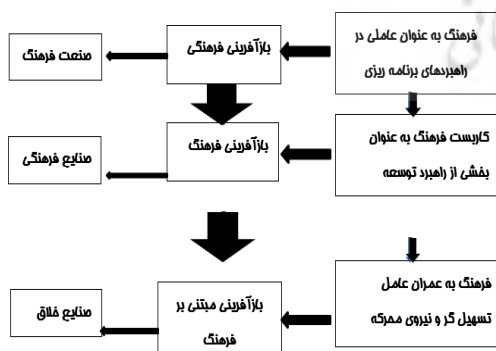 فرهنگ به عنوان عاملی در
راهبردهای برنامه ریزی
بازآفرینی فرهنگی
صنعت فرهنگ
کاربست فرهنگ به عنوان
بخشی از راهبرد توسعه
بازآفرینی فرهنگ
صنایع فرهنگی
فرهنگ به عمران عامل
تسهیل گر و نیروی محرکه
بازآفرینی مبتنی بر
فرهنگ
صنایع خلاق